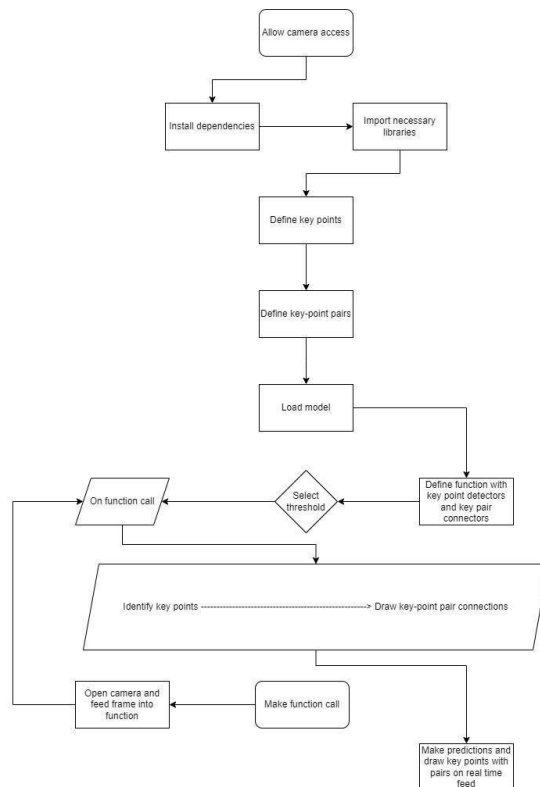 Allow camera access
Install dependencies
Import necessary
libraries
Define key points
Define key-point pairs
Load model
On function call
Select
threshold
Define function with
key point detectors
and key pair
connectors
Identify key points ---------------------------------------------------> Draw key-point pair connections
Open camera and
feed frame into
function
Make function call
Make predictions and
draw key points with
pairs on real time
feed